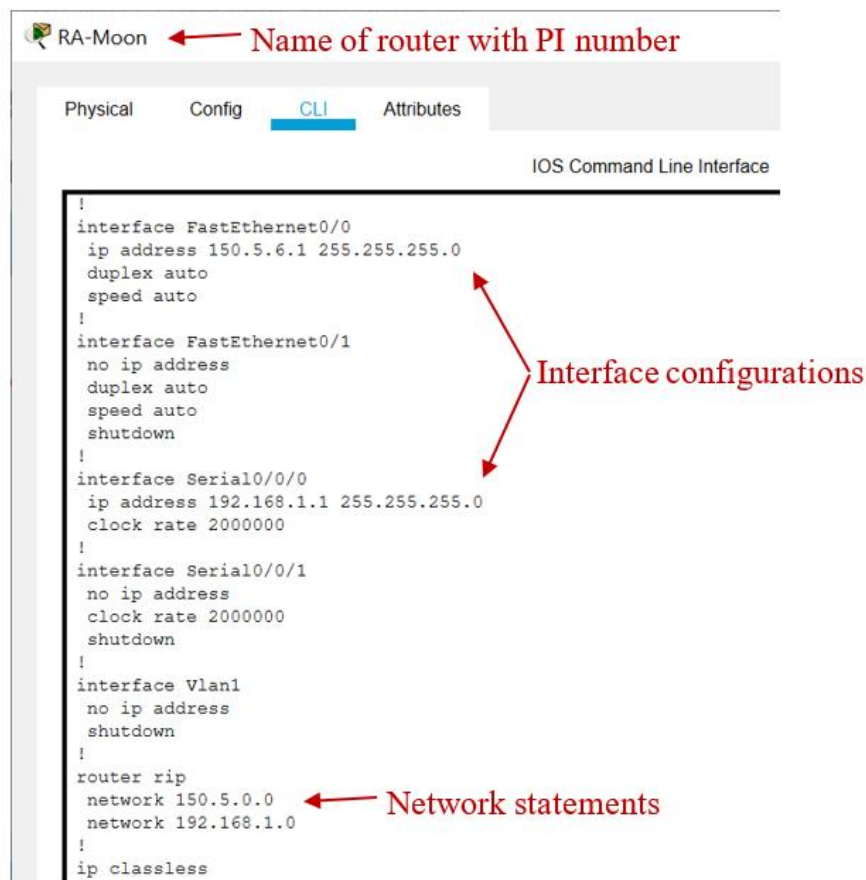 RA-Moon
Name of router with PI number
Physical Config CLI Attributes
IOS Command Line Interface
!
interface FastEthernet0/0
ip address 150.5.6.1 255.255.255.0
duplex auto
speed auto
!
interface FastEthernet0/1
no ip address
duplex auto
speed auto
shutdown
!
Interface configurations
interface Serial0/0/0
ip address 192.168.1.1 255.255.255.0
clock rate 2000000
!
interface Serial0/0/1
no ip address
clock rate 2000000
shutdown
!
interface Vlan1
no ip address
shutdown
!
router rip
network 150.5.0.0
Network statements
network 192.168.1.0
!
ip classless